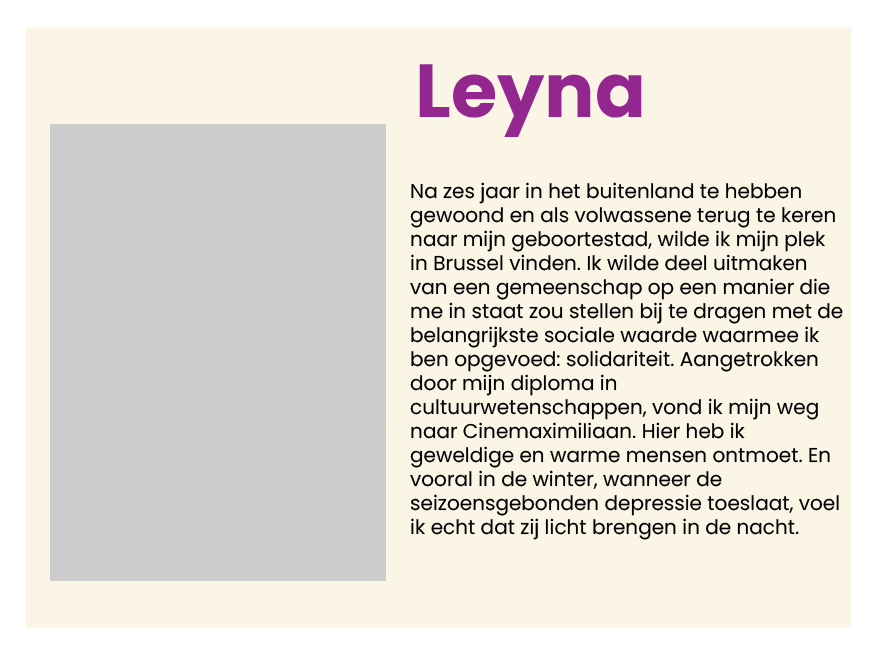 Leyna
Na zes jaar in het buitenland te hebben
gewoond en als volwassene terug te keren
naar mijn geboortestad, wilde ik mijn plek
in Brussel vinden. Ik wilde deel uitmaken
van een gemeenschap op een manier die
me in staat zou stellen bij te dragen met de
belangrijkste sociale waarde waarmee ik
ben opgevoed: solidariteit. Aangetrokken
door mijn diploma in
cultuurwetenschappen, vond ik mijn weg
naar Cinemaximiliaan. Hier heb ik
geweldige en warme mensen ontmoet. En
vooral in de winter, wanneer de
seizoensgebonden depressie toeslaat, voel
ik echt dat zij licht brengen in de nacht.